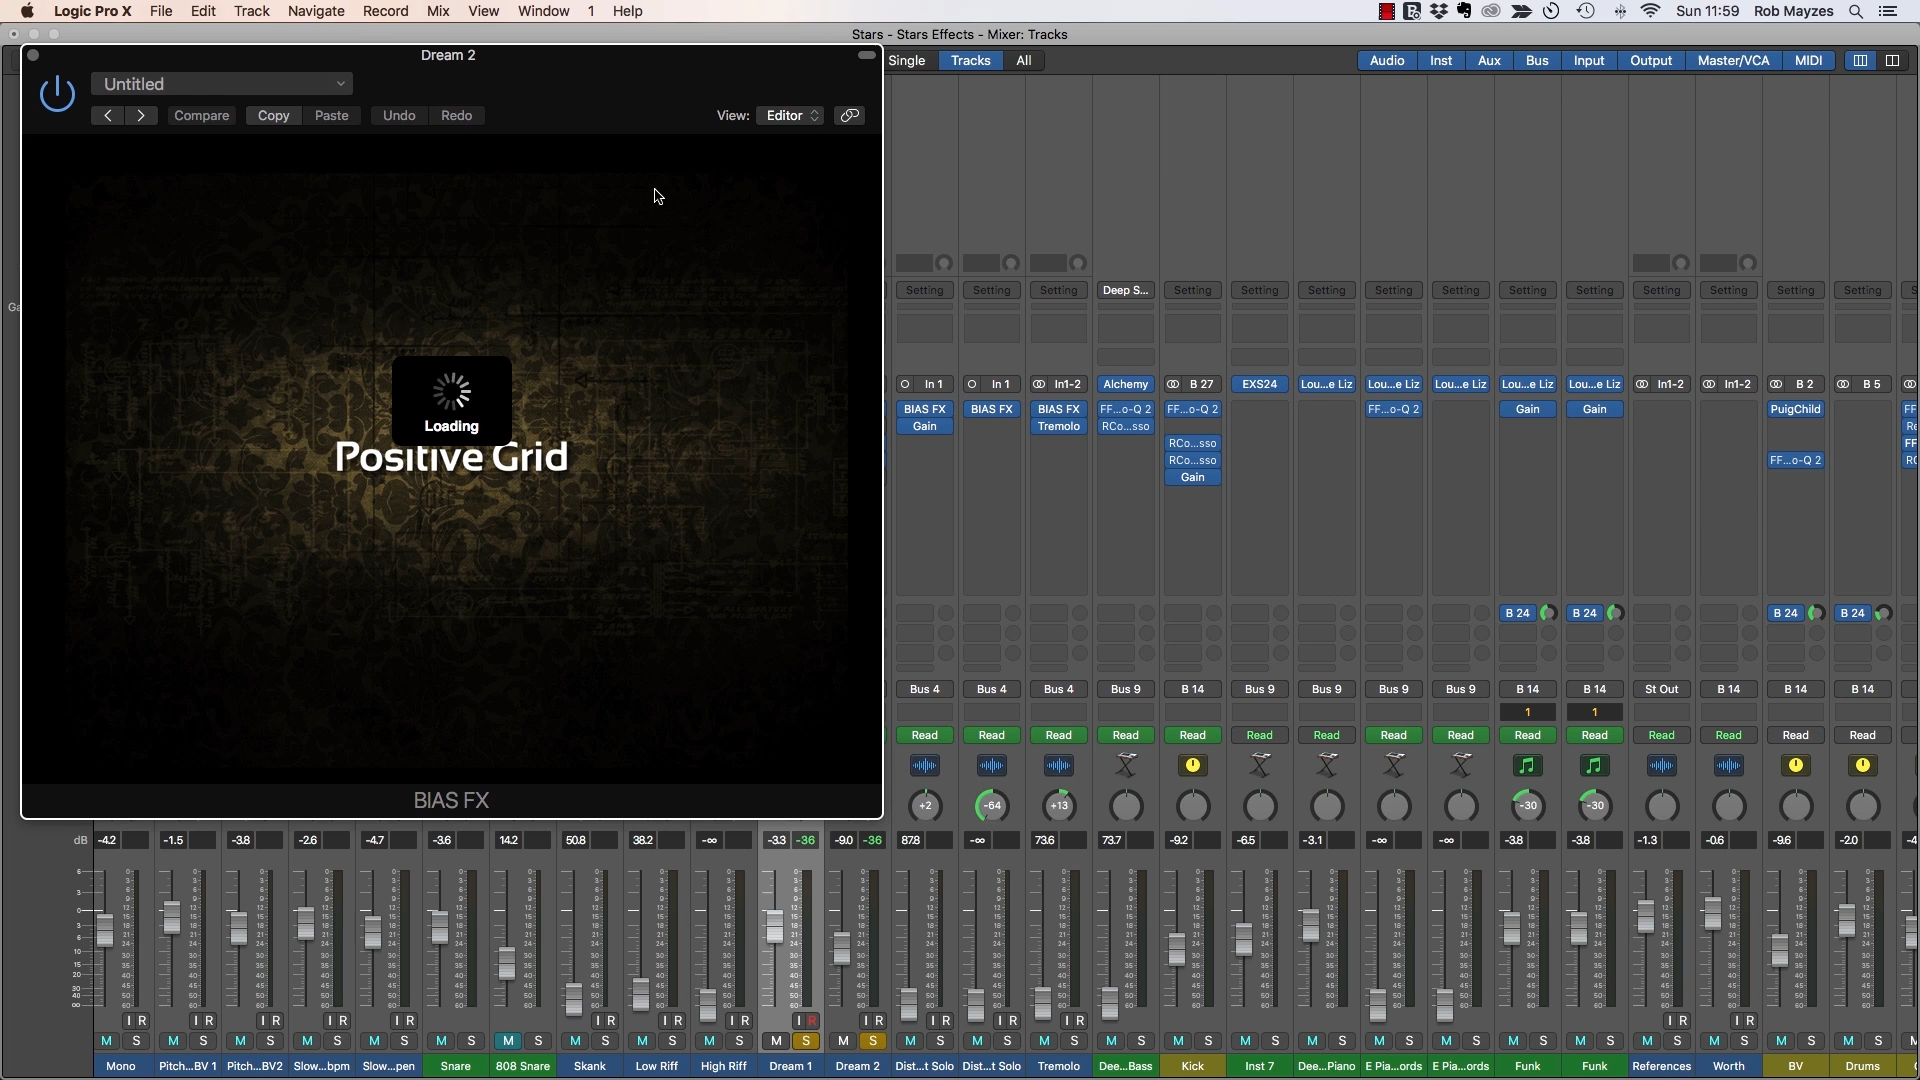 Logic Pro X File Edit Track Navigate Record Mix View Window 1 Help Sun 11:59 Rob Mayzes
Stars - Stars Effects - Mixer: Tracks
Dream 2
Single Tracks All Audio Inst Aux Bus Input Output Master/VCA MIDI
Untitled
Compare Copy Paste Undo Redo View: Editor
Loading
Positive Grid
BIAS FX
Setting Setting Setting Deep S... Setting Setting Setting Setting Setting Setting Setting Setting Setting Setting Setting
In 1 In 1 In1-2 Alchemy B 27 EXS24 Lou...e Liz Lou...e Liz Lou...e Liz Lou...e Liz Lou...e Liz In1-2 In1-2 B 2 B 5
BIAS FX BIAS FX BIAS FX FF...o-Q 2 FF...o-Q 2 FF...o-Q 2 Gain Gain PuigChild
Gain Tremolo RCo...sso
RCo...sso
RCo...sso FF...o-Q 2
Gain
B 24 B 24 B 24 B 24
Bus 4 Bus 4 Bus 4 Bus 9 B 14 Bus 9 Bus 9 Bus 9 Bus 9 B 14 B 14 St Out B 14 B 14 B 14
1 1
Read Read Read Read Read Read Read Read Read Read Read Read Read Read Read
+2 -64 +13 -30 -30
dB -4.2 -1.5 -3.8 -2.6 -4.7 -3.6 14.2 50.8 38.2 -∞ -3.3 -36 -9.0 -36 87.8 -∞ 73.6 73.7 -9.2 -6.5 -3.1 -∞ -∞ -3.8 -3.8 -1.3 -0.6 -9.6 -2.0
I R I R I R I R I R I R I R I R I R I R I R I R I R I R I R
M S M S M S M S M S M S M S M S M S M S M S M S M S M S M S M S M S M S M S M S M S M S M S M S M S M S M S
Mono Pitch...BV 1 Pitch...BV2 Slow...bpm Slow...pen Snare 808 Snare Skank Low Riff High Riff Dream 1 Dream 2 Dist...t Solo Dist...t Solo Tremolo Dee...Bass Kick Inst 7 Dee...Piano E Pia...ords E Pia...ords Funk Funk References Worth BV Drums